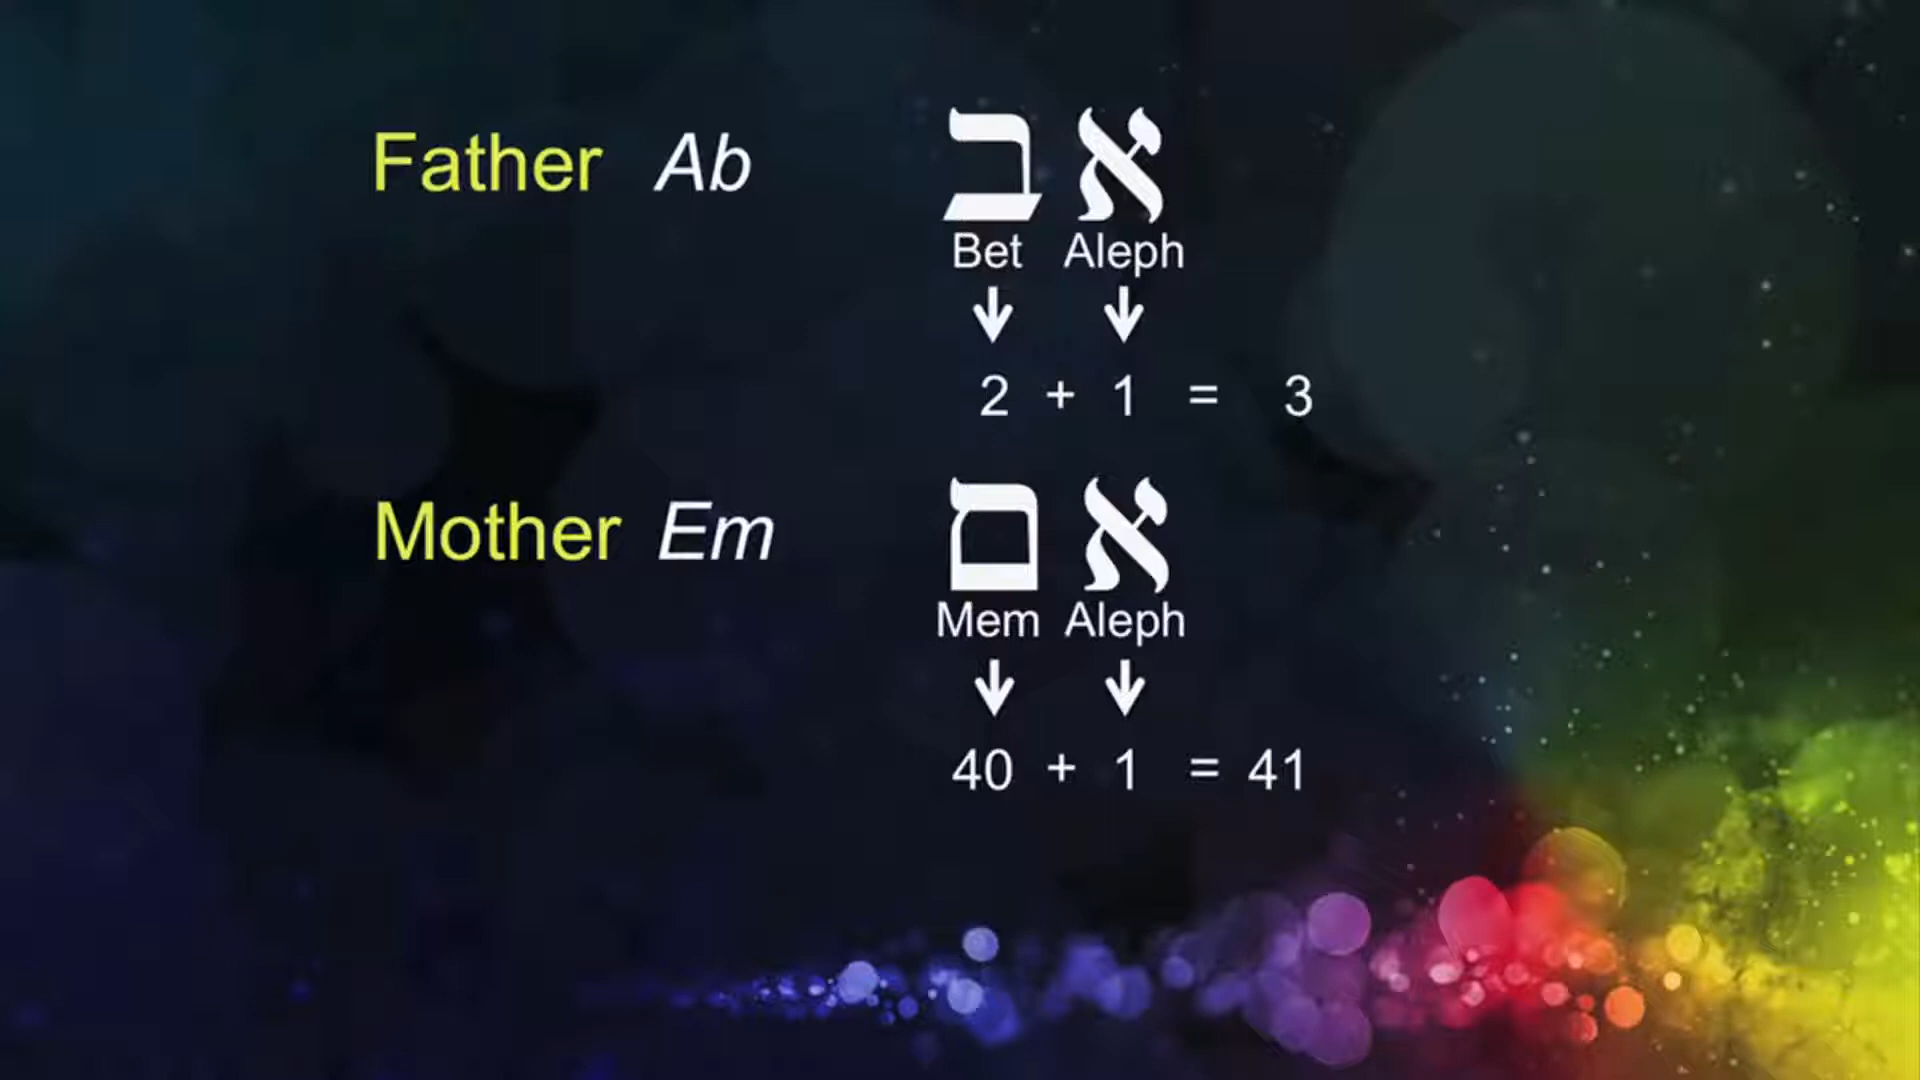 Father Ab אב
Bet Aleph
↓ ↓
2 + 1 = 3
Mother Em אם
Mem Aleph
↓ ↓
40 + 1 = 41